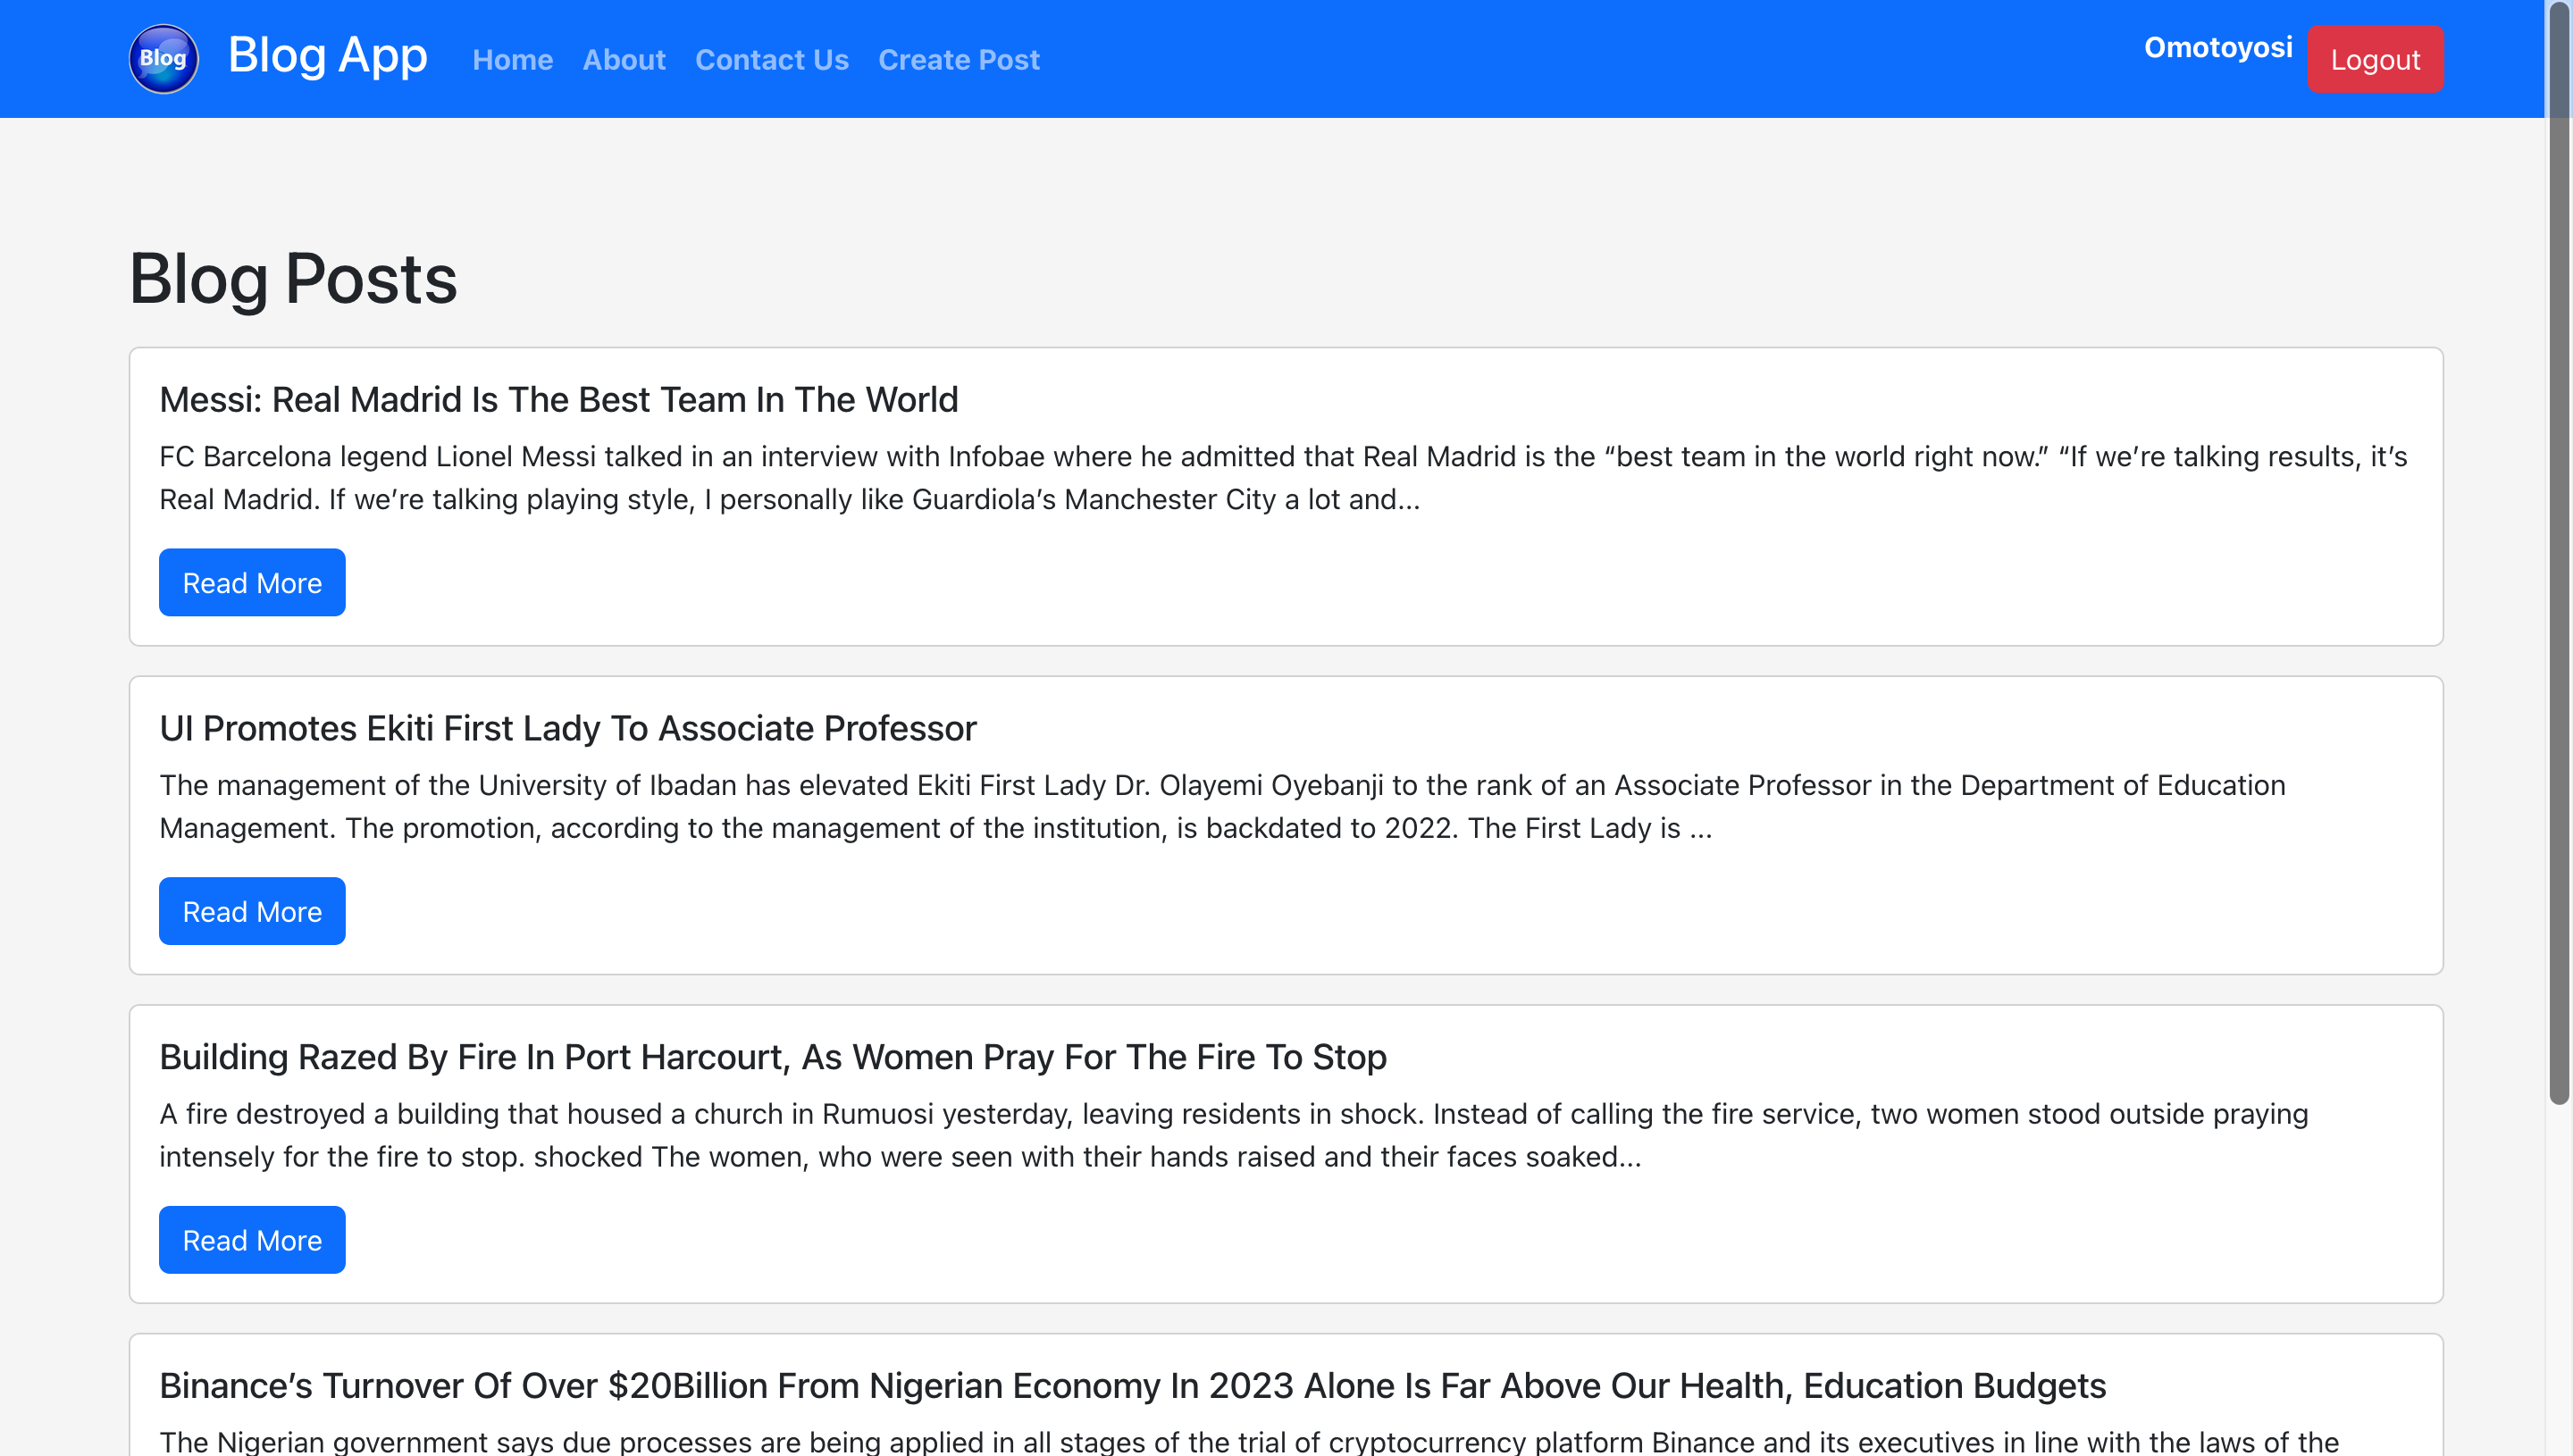 Blog
Blog App
Home
About
Contact Us
Create Post
Omotoyosi
Logout
Blog Posts
Messi: Real Madrid Is The Best Team In The World
FC Barcelona legend Lionel Messi talked in an interview with Infobae where he admitted that Real Madrid is the “best team in the world right now.” “If we’re talking results, it’s
Real Madrid. If we’re talking playing style, I personally like Guardiola’s Manchester City a lot and...
Read More
UI Promotes Ekiti First Lady To Associate Professor
The management of the University of Ibadan has elevated Ekiti First Lady Dr. Olayemi Oyebanji to the rank of an Associate Professor in the Department of Education
Management. The promotion, according to the management of the institution, is backdated to 2022. The First Lady is ...
Read More
Building Razed By Fire In Port Harcourt, As Women Pray For The Fire To Stop
A fire destroyed a building that housed a church in Rumuosi yesterday, leaving residents in shock. Instead of calling the fire service, two women stood outside praying
intensely for the fire to stop. shocked The women, who were seen with their hands raised and their faces soaked...
Read More
Binance’s Turnover Of Over $20Billion From Nigerian Economy In 2023 Alone Is Far Above Our Health, Education Budgets
The Nigerian government says due processes are being applied in all stages of the trial of cryptocurrency platform Binance and its executives in line with the laws of the